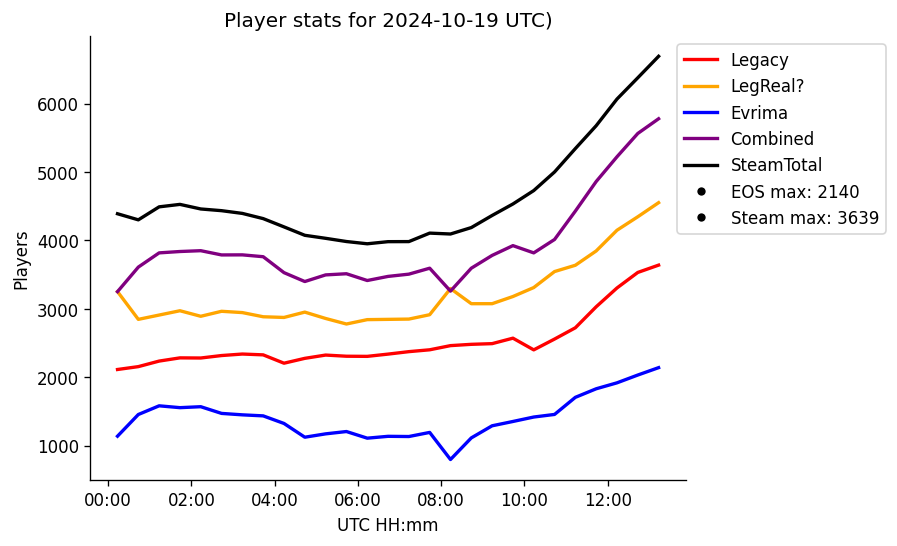 Player stats for 2024-10-19 UTC)
Players
6000
5000
4000
3000
2000
1000
00:00 02:00 04:00 06:00 08:00 10:00 12:00
UTC HH:mm
Legacy
LegReal?
Evrima
Combined
SteamTotal
EOS max: 2140
Steam max: 3639